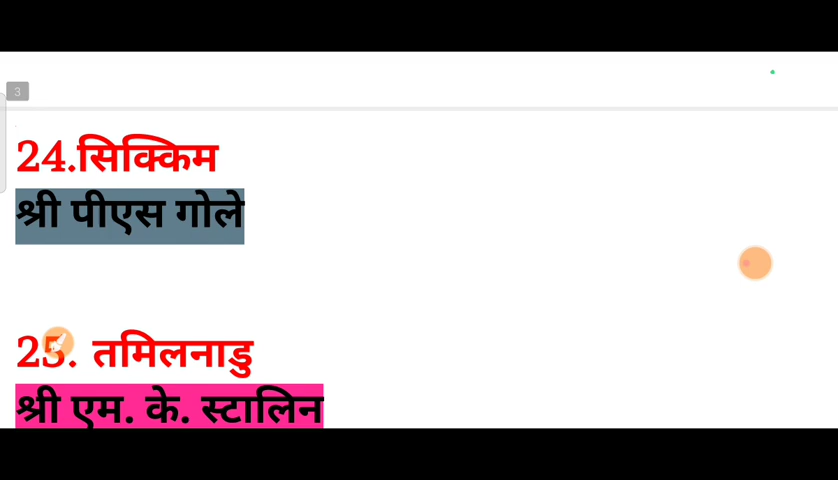 3
24.सिक्किम
श्री पीएस गोले
25. तमिलनाडु
श्री एम. के. स्टालिन